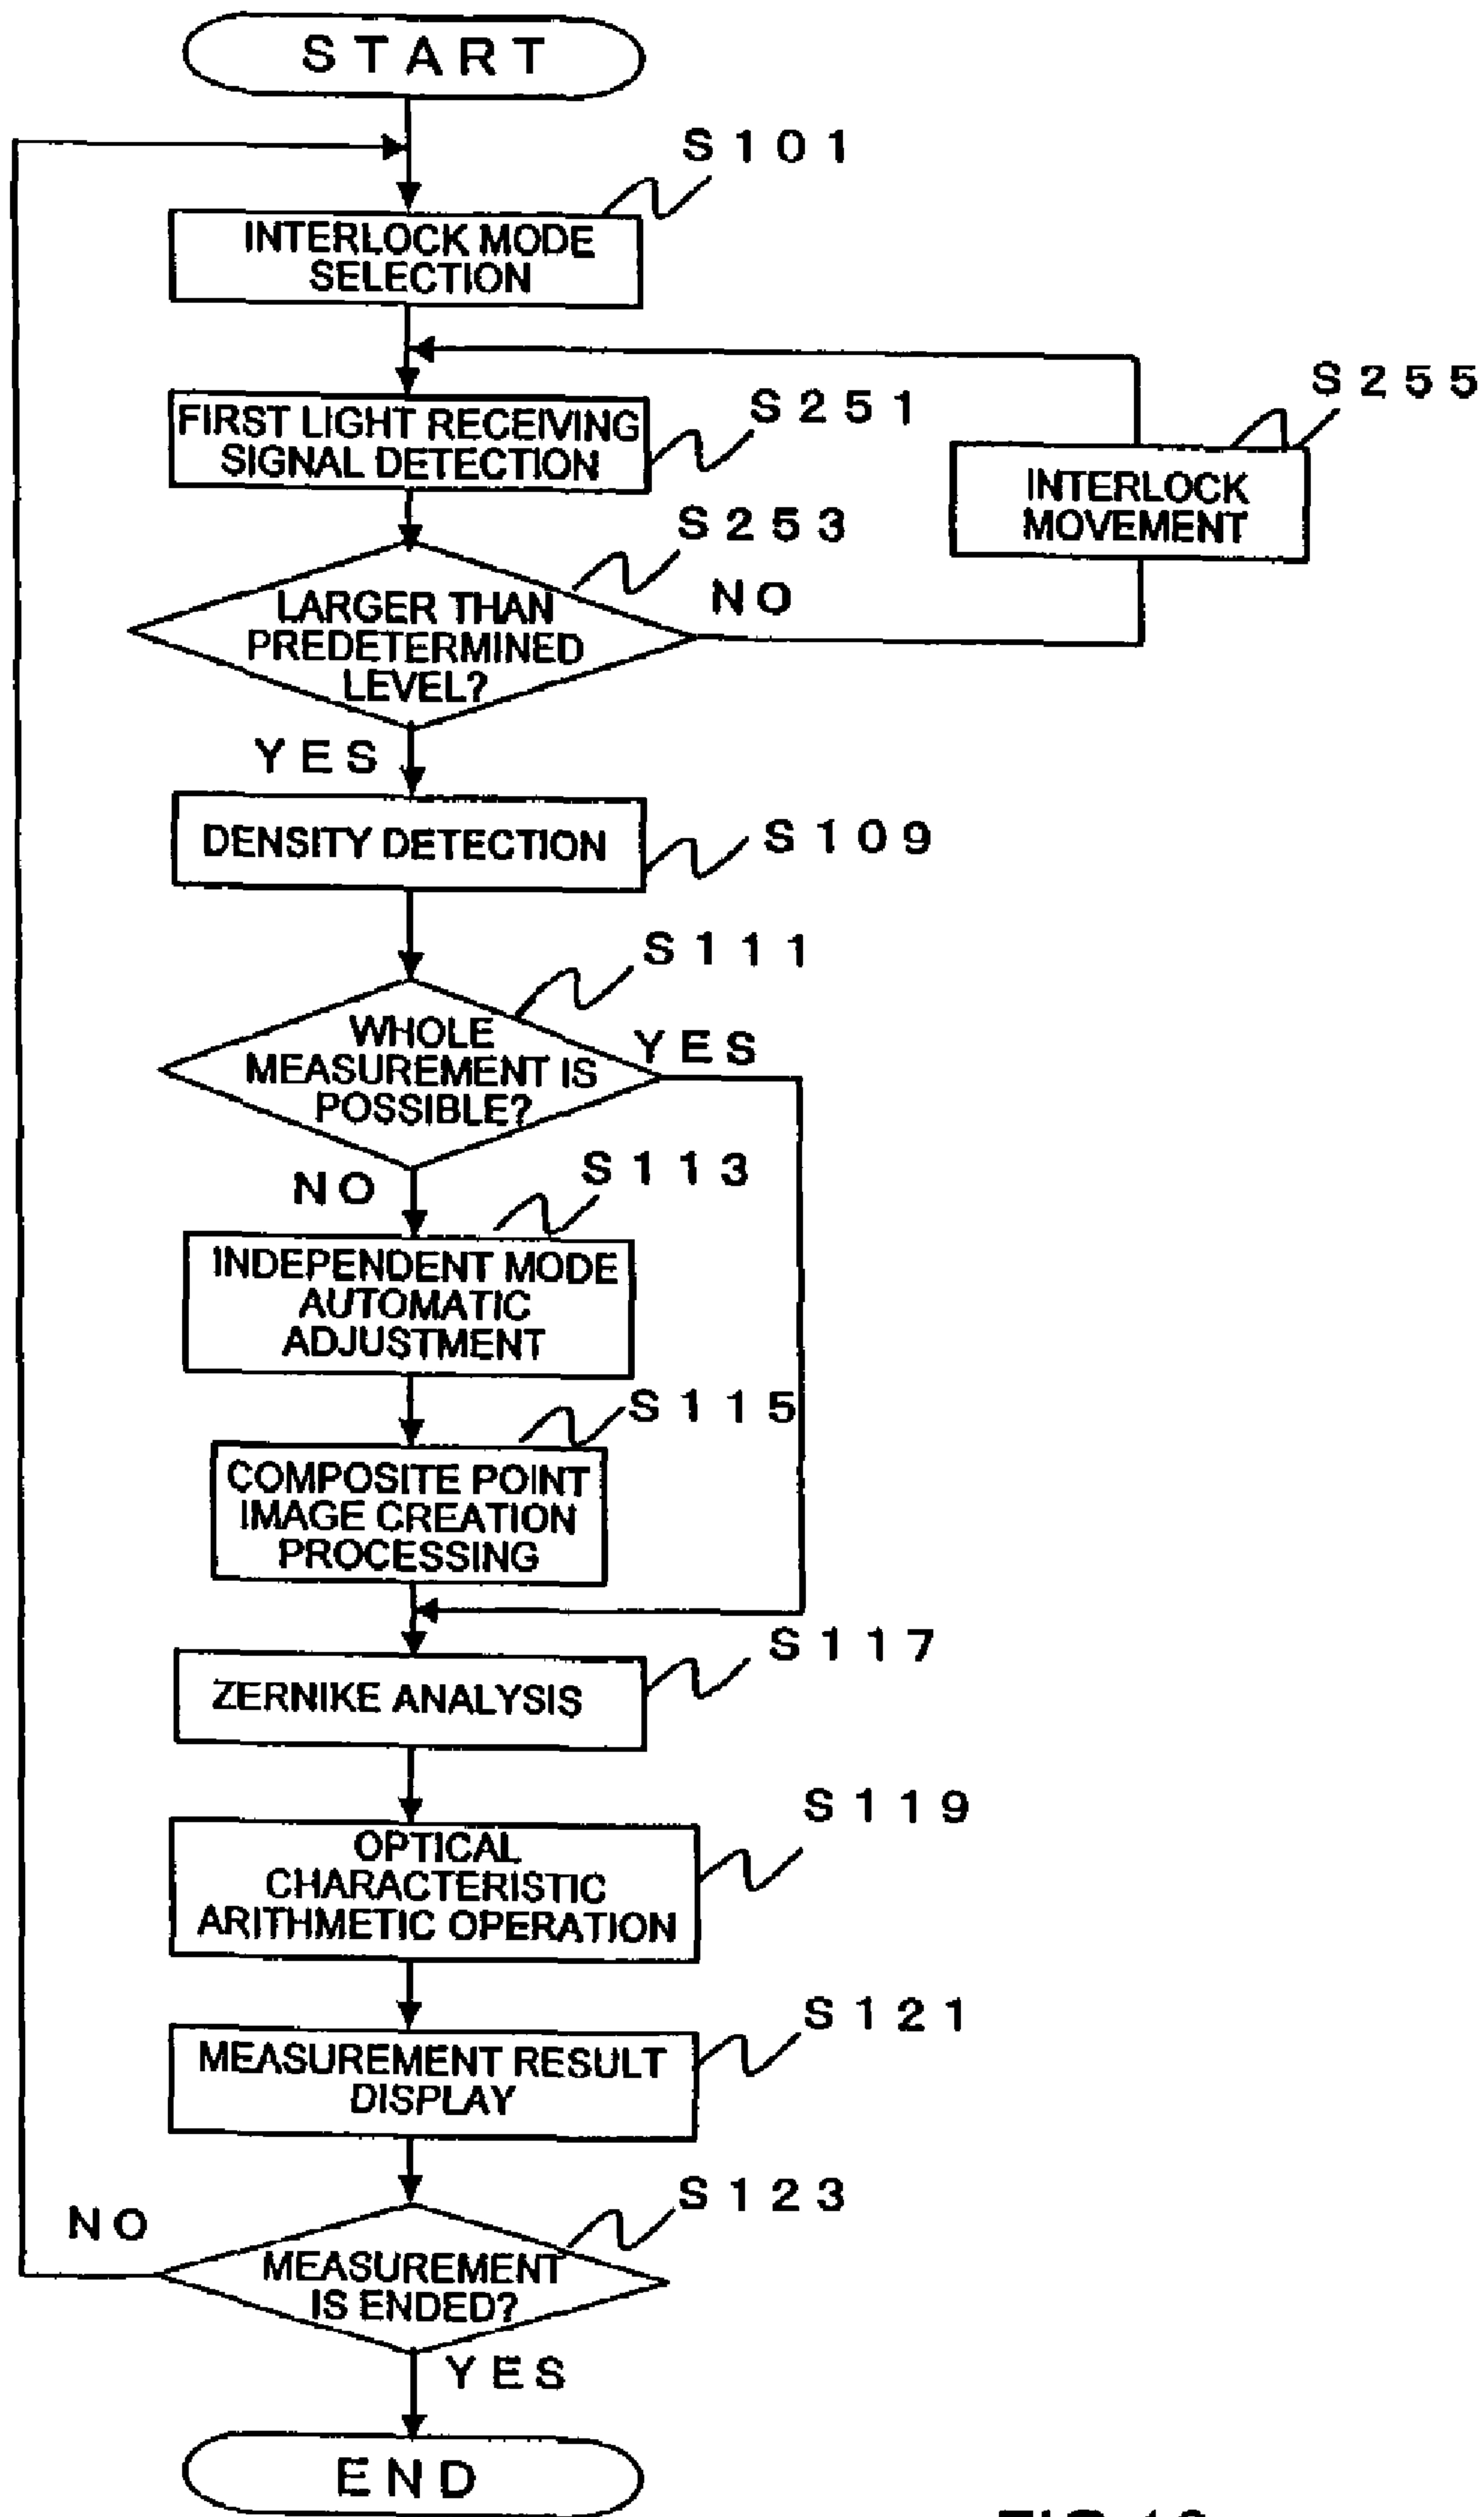 START
S101
INTERLOCK MODE
SELECTION
S255
S251
FIRST LIGHT RECEIVING
SIGNAL DETECTION
INTERLOCK
MOVEMENT
S253
NO
LARGER THAN
PREDETERMINED
LEVEL?
YES
DENSITY DETECTION
S109
S111
WHOLE
MEASUREMENT IS
POSSIBLE?
YES
NO
S113
INDEPENDENT MODE
AUTOMATIC
ADJUSTMENT
S115
COMPOSITE POINT
IMAGE CREATION
PROCESSING
S117
ZERNIKE ANALYSIS
S119
OPTICAL
CHARACTERISTIC
ARITHMETIC OPERATION
S121
MEASUREMENT RESULT
DISPLAY
S123
NO
MEASUREMENT
IS ENDED?
YES
END